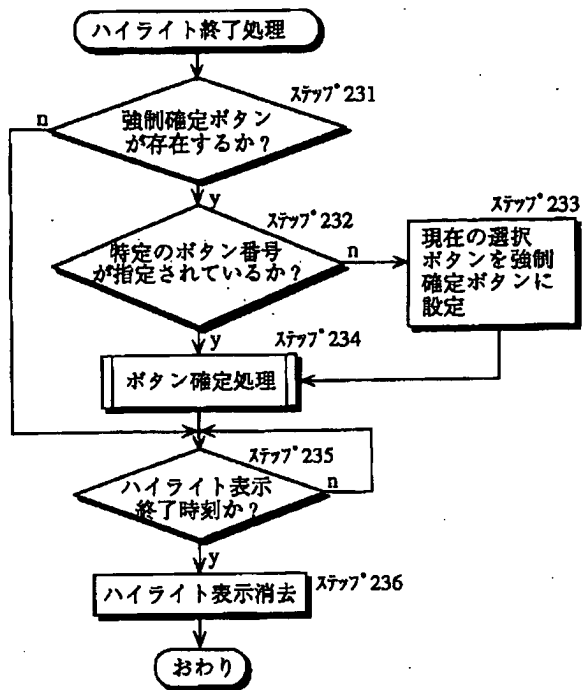 ハイライト終了処理
ステップ231
強制確定ボタン
が存在するか？
n
y
ステップ232
特定のボタン番号
が指定されているか？
n
ステップ233
現在の選択
ボタンを強制
確定ボタンに
設定
y
ステップ234
ボタン確定処理
ステップ235
ハイライト表示
終了時刻か？
n
y
ハイライト表示消去
ステップ236
おわり